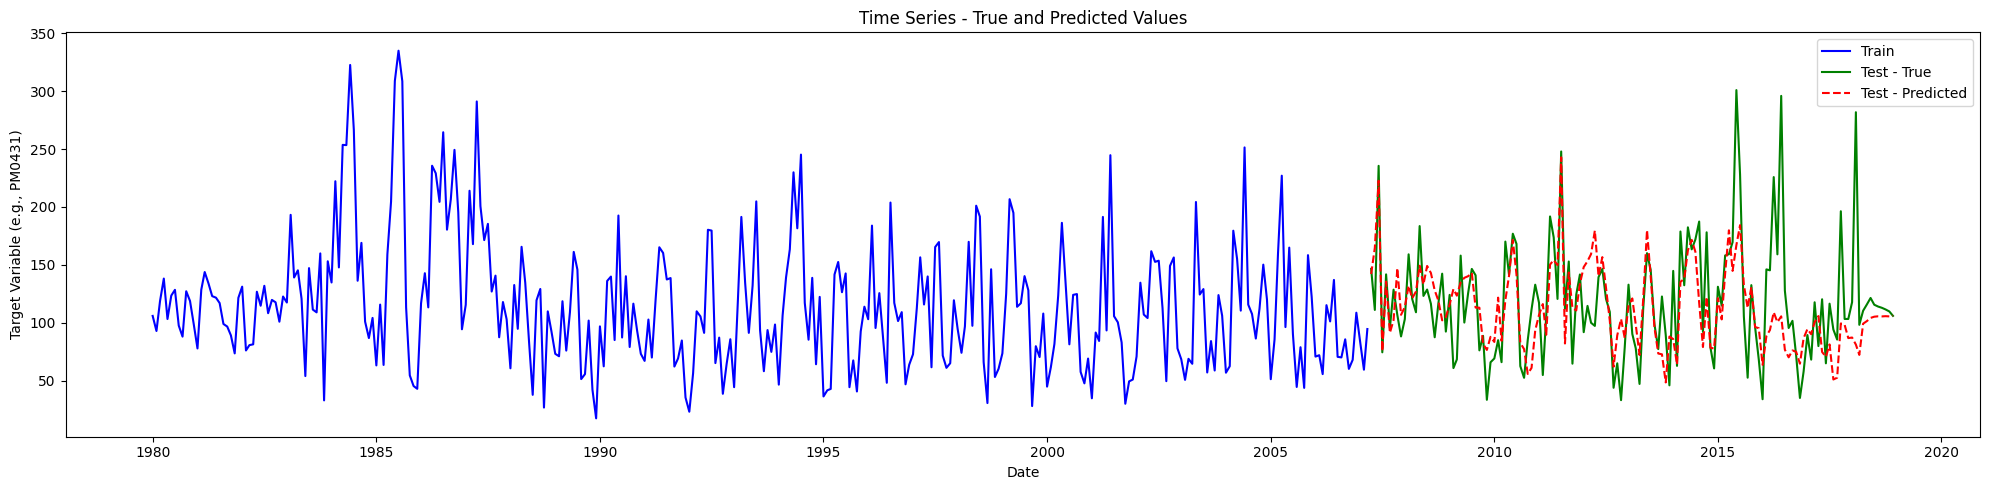 Time Series - True and Predicted Values
Target Variable (e.g., PM0431)
350
300
250
200
150
100
50
Train
Test - True
Test - Predicted
1980
1985
1990
1995
2000
2005
2010
2015
2020
Date